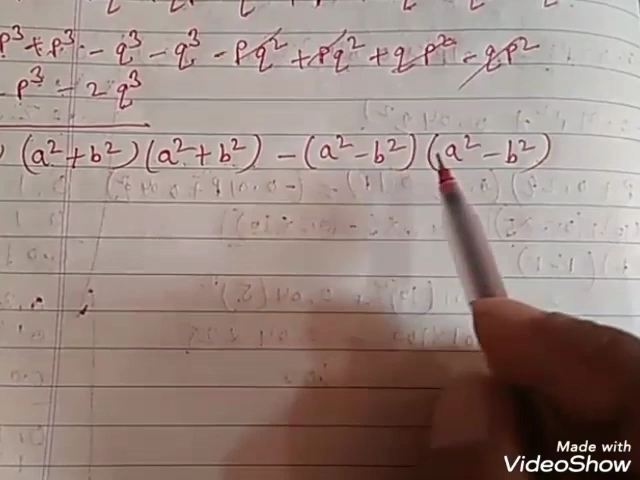 p³ + p³ - q³ - q³ - pq² + pq² + qp² - qp²
p³ - 2q³
(a² + b²)(a² + b²) - (a² - b²)(a² - b²)
Made with
VideoShow